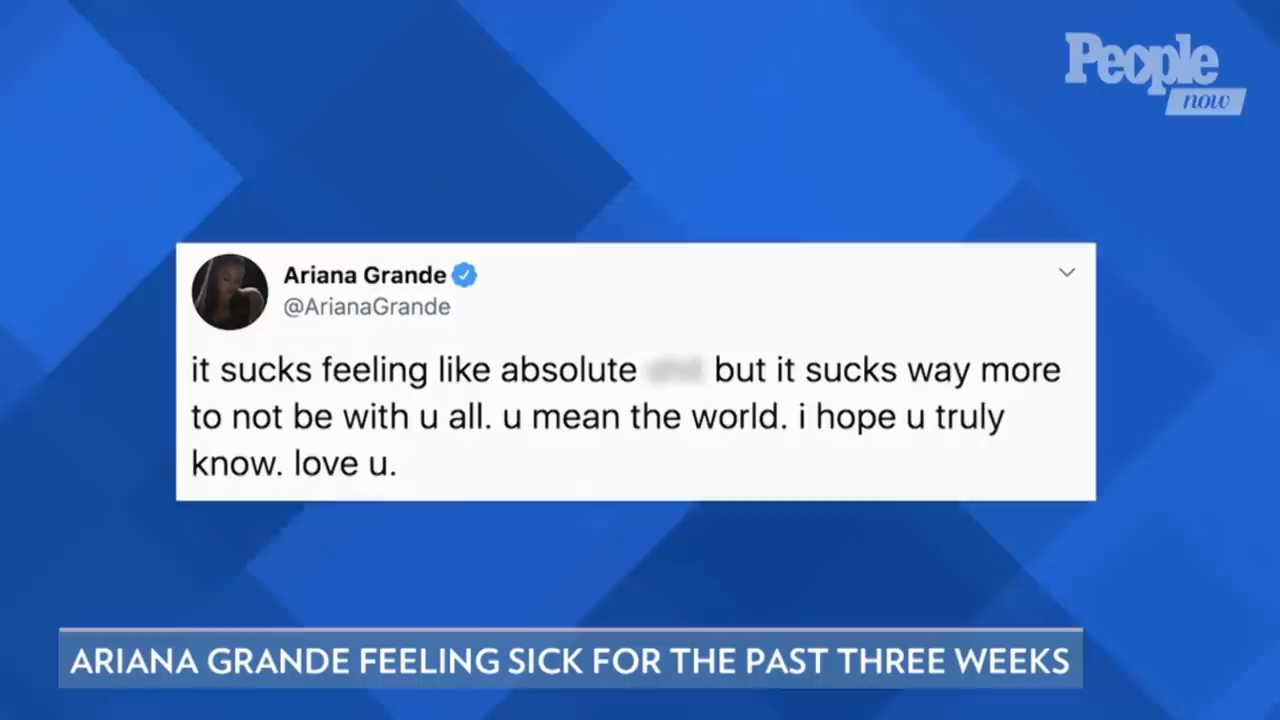 People
now
Ariana Grande
@ArianaGrande
it sucks feeling like absolute but it sucks way more
to not be with u all. u mean the world. i hope u truly
know. love u.
ARIANA GRANDE FEELING SICK FOR THE PAST THREE WEEKS